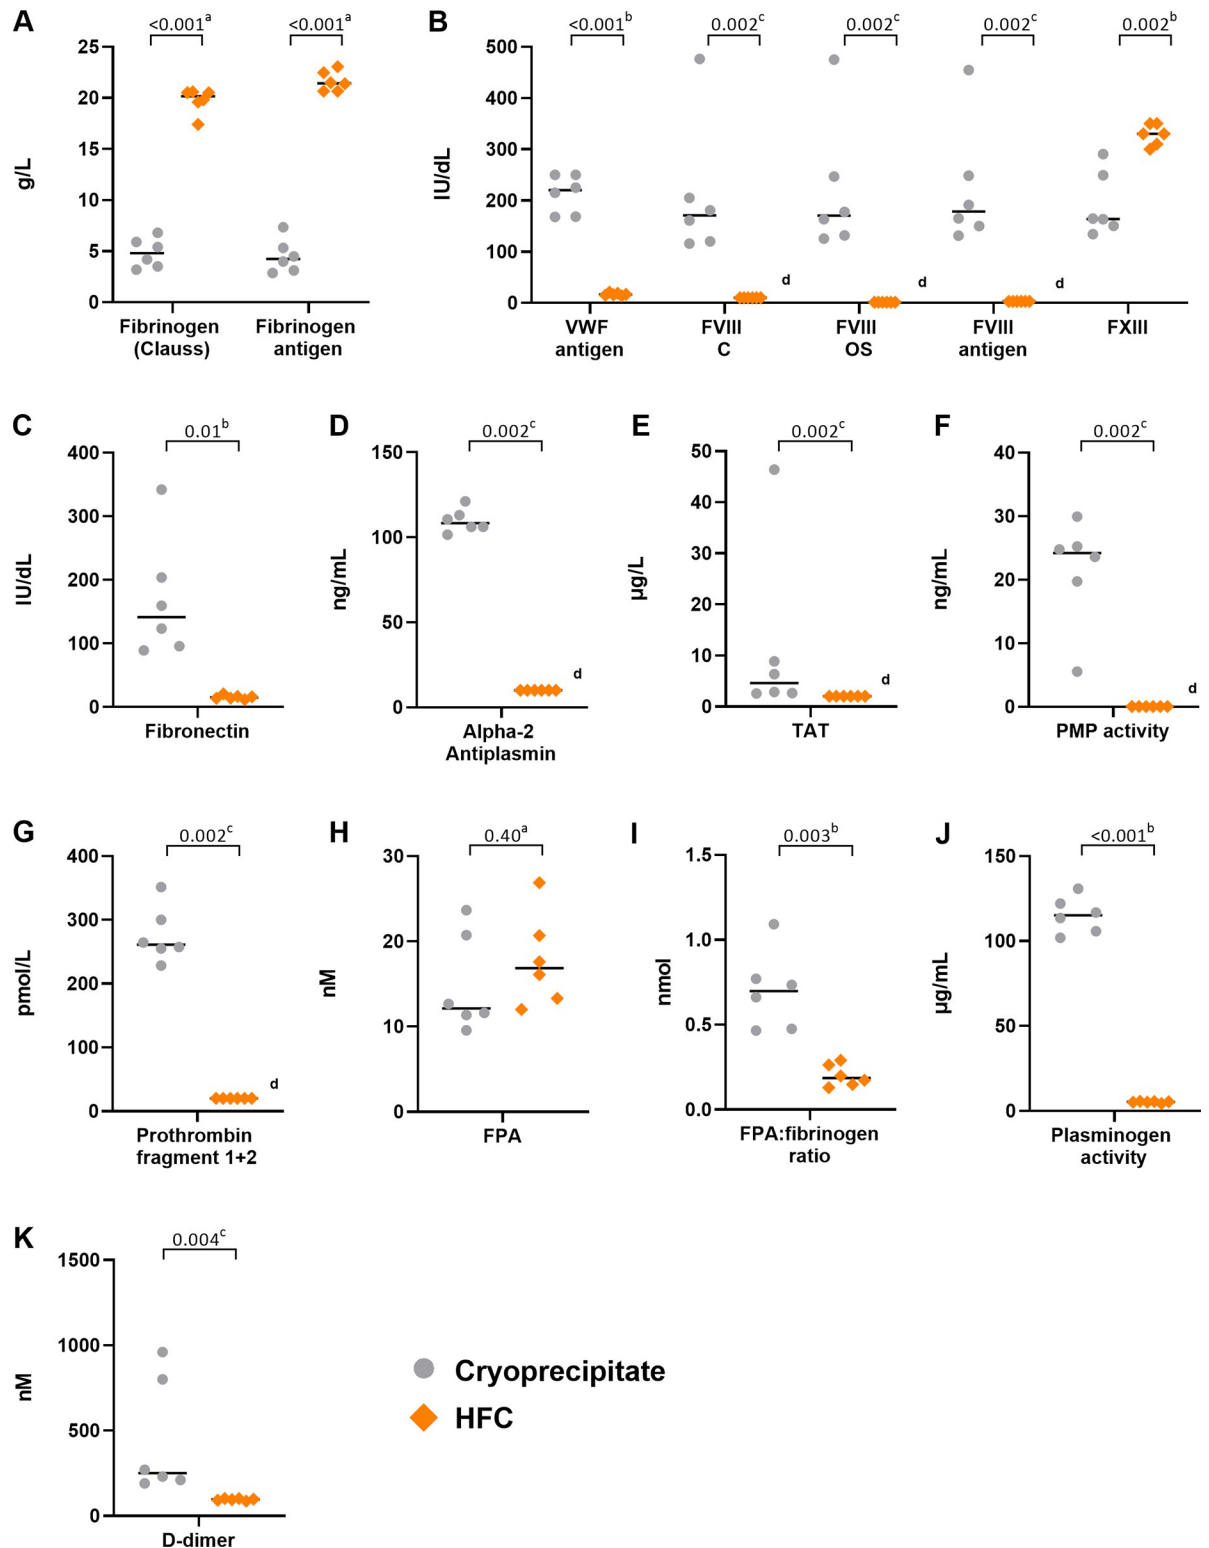 A
<0.001a
<0.001a
25
20
15
10
5
0
g/L
Fibrinogen
(Clauss)
Fibrinogen
antigen
B
<0.001b
0.002c
0.002c
0.002c
0.002b
500
400
300
200
100
0
IU/dL
d
d
d
VWF
antigen
FVIII
C
FVIII
OS
FVIII
antigen
FXIII
C
0.01b
400
300
200
100
0
IU/dL
Fibronectin
D
0.002c
150
100
50
0
ng/mL
d
Alpha-2
Antiplasmin
E
0.002c
50
40
30
20
10
0
µg/L
d
TAT
F
0.002c
40
30
20
10
0
ng/mL
d
PMP activity
G
0.002c
400
300
200
100
0
pmol/L
d
Prothrombin
fragment 1+2
H
0.40a
30
20
10
0
nM
FPA
I
0.003b
1.5
1.0
0.5
0.0
nmol
FPA:fibrinogen
ratio
J
<0.001b
150
100
50
0
µg/mL
Plasminogen
activity
K
0.004c
1500
1000
500
0
nM
D-dimer
Cryoprecipitate
HFC